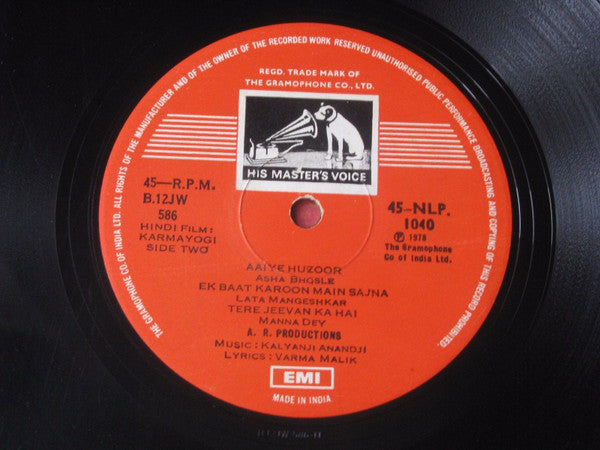 THE GRAMOPHONE CO. OF INDIA LTD. ALL RIGHTS OF THE MANUFACTURER AND OF THE OWNER OF THE RECORDED WORK RESERVED UNAUTHORISED PUBLIC PERFORMANCE BROADCASTING AND COPYING OF THIS RECORD PROHIBITED.
REGD. TRADE MARK OF
THE GRAMOPHONE CO., LTD.
HIS MASTER'S VOICE
45—R.P.M.
B.12JW
586
HINDI FILM:
KARMAYOGI
SIDE TWO
45-NLP.
1040
℗ 1978
The Gramophone
Co of India Ltd.
AAIYE HUZOOR
ASHA BHOSLE
EK BAAT KAROON MAIN SAJNA
LATA MANGESHKAR
TERE JEEVAN KA HAI
MANNA DEY
A. R. PRODUCTIONS
MUSIC: KALYANJI ANANDJI
LYRICS: VARMA MALIK
EMI
MADE IN INDIA